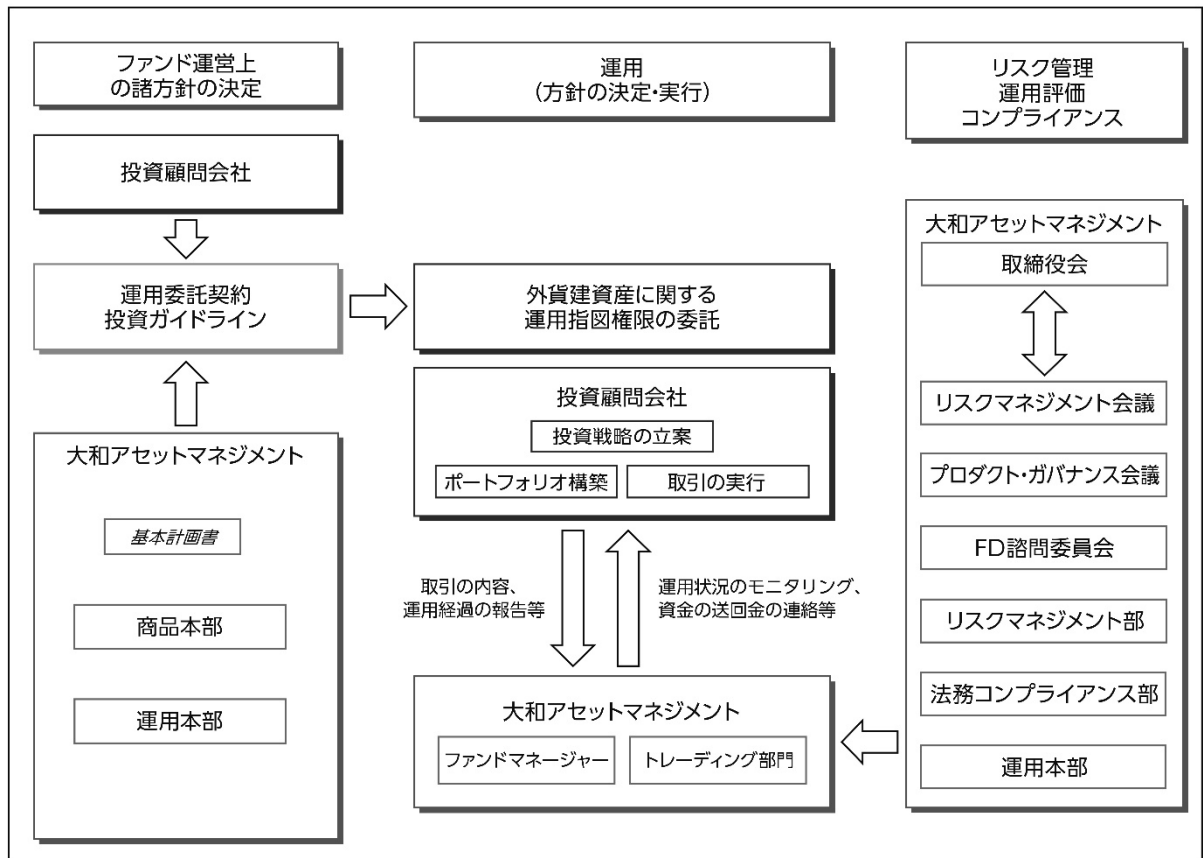 ファンド運営上
の諸方針の決定
運用
(方針の決定・実行)
リスク管理
運用評価
コンプライアンス
投資顧問会社
運用委託契約
投資ガイドライン
大和アセットマネジメント
基本計画書
商品本部
運用本部
外貨建資産に関する
運用指図権限の委託
投資顧問会社
投資戦略の立案
ポートフォリオ構築
取引の実行
取引の内容、
運用経過の報告等
運用状況のモニタリング、
資金の送回金の連絡等
大和アセットマネジメント
ファンドマネージャー
トレーディング部門
大和アセットマネジメント
取締役会
リスクマネジメント会議
プロダクト・ガバナンス会議
FD諮問委員会
リスクマネジメント部
法務コンプライアンス部
運用本部